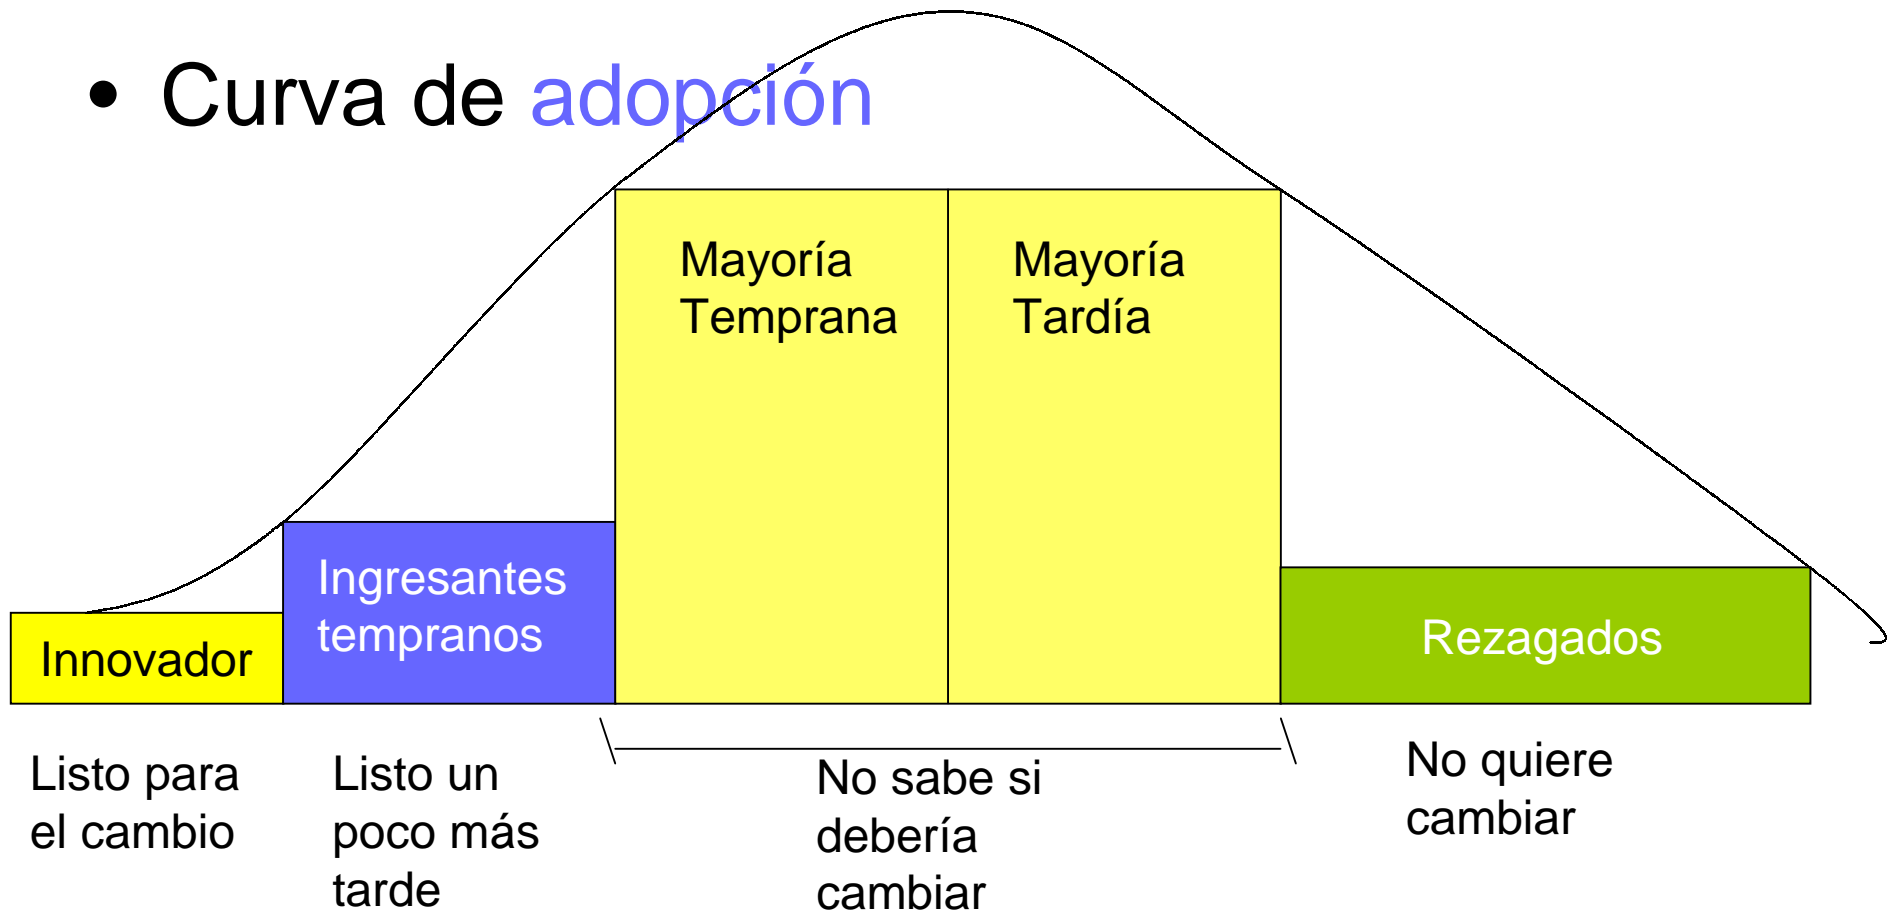 • Curva de adopción
Mayoría
Temprana
Mayoría
Tardía
Ingresantes
tempranos
Innovador
Rezagados
Listo para
el cambio
Listo un
poco más
tarde
No sabe si
debería
cambiar
No quiere
cambiar